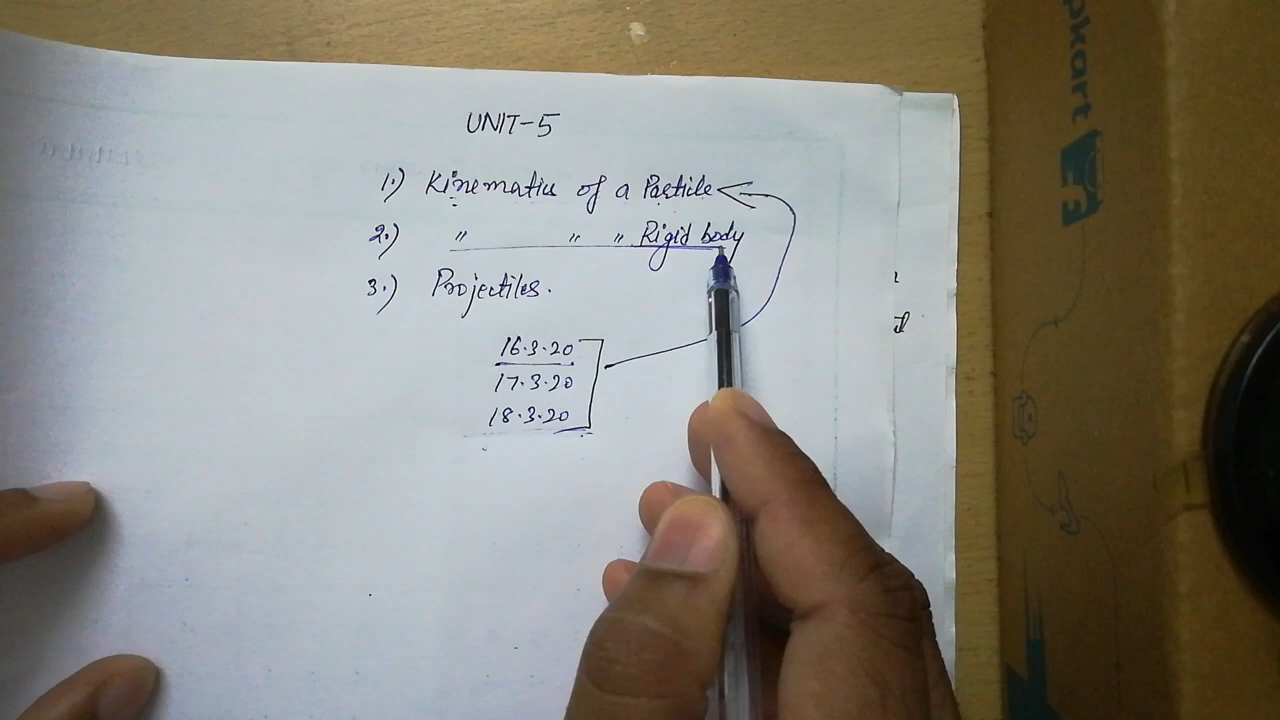 UNIT-5
1.) Kinematics of a Particle
2.) " " " Rigid body
3.) Projectiles.
16.3.20
17.3.20
18.3.20
pkart